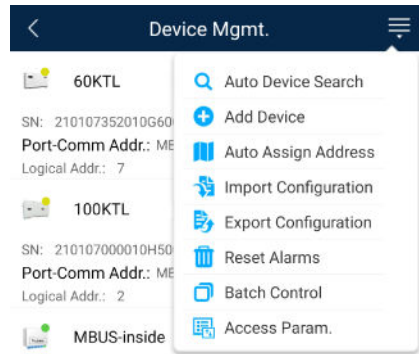 Device Mgmt.
60KTL
SN: 210107352010G60
Port-Comm Addr.:
Logical Addr.: 7
100KTL
SN: 210107000010H50
Port-Comm Addr.:
Logical Addr.: 2
MBUS-inside
Auto Device Search
Add Device
Auto Assign Address
Import Configuration
Export Configuration
Reset Alarms
Batch Control
Access Param.